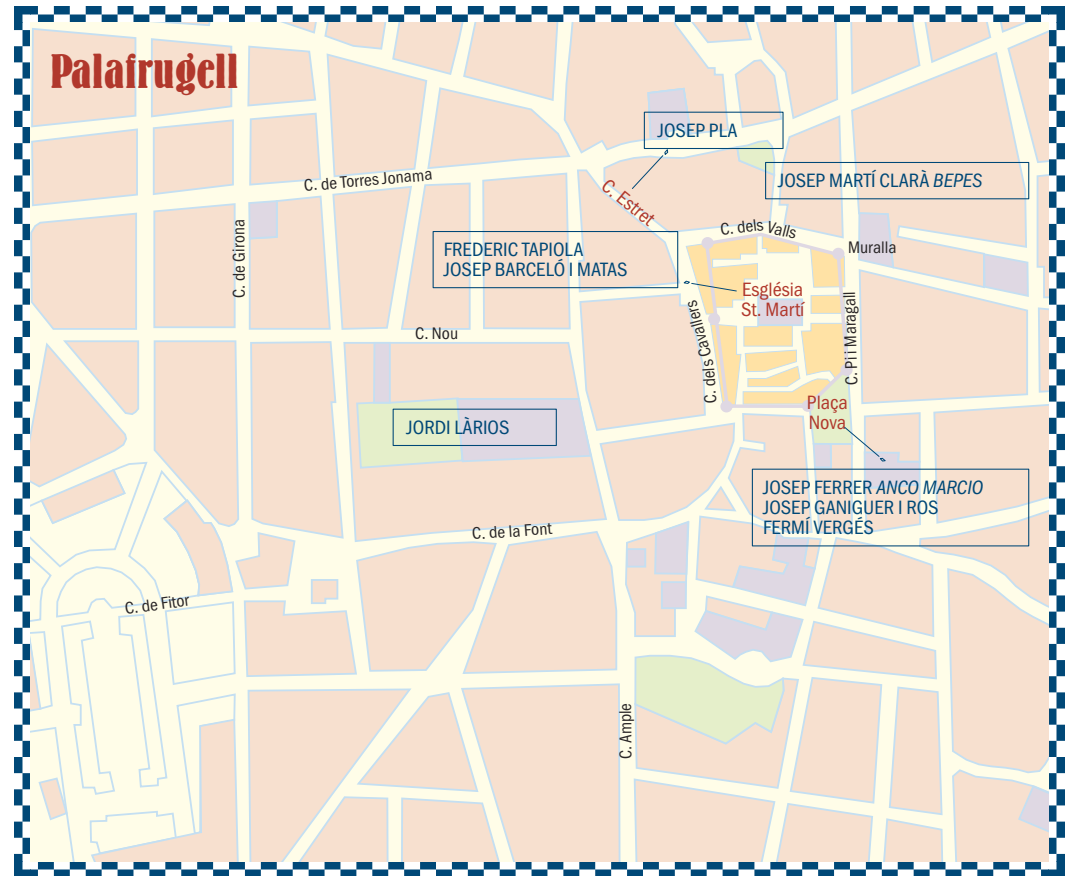 Palafrugell
JOSEP PLA
C. de Torres Jonama
C. Estret
JOSEP MARTÍ CLARÀ BEPES
C. de Girona
C. dels Valls
Muralla
FREDERIC TAPIOLA
JOSEP BARCELÓ I MATAS
Església
St. Martí
C. Nou
C. dels Cavallers
C. Pi i Maragall
JORDI LÀRIOS
Plaça
Nova
JOSEP FERRER ANCO MARCIO
JOSEP GANIGUER I ROS
FERMÍ VERGÉS
C. de la Font
C. de Fitor
C. Ample